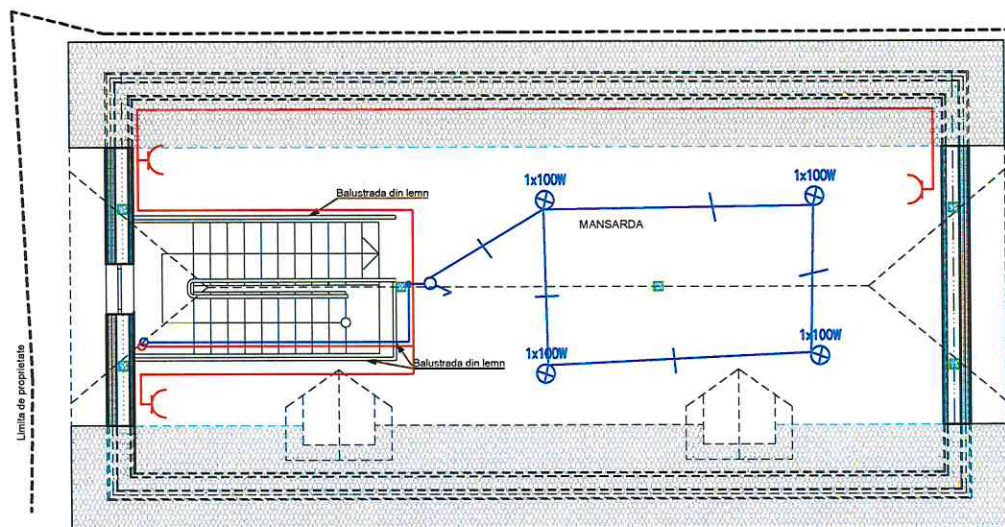 Balustrada din lemn
1x100W
1x100W
MANSARDA
1x100W
1x100W
Balustrada din lemn
Limita de proprietate